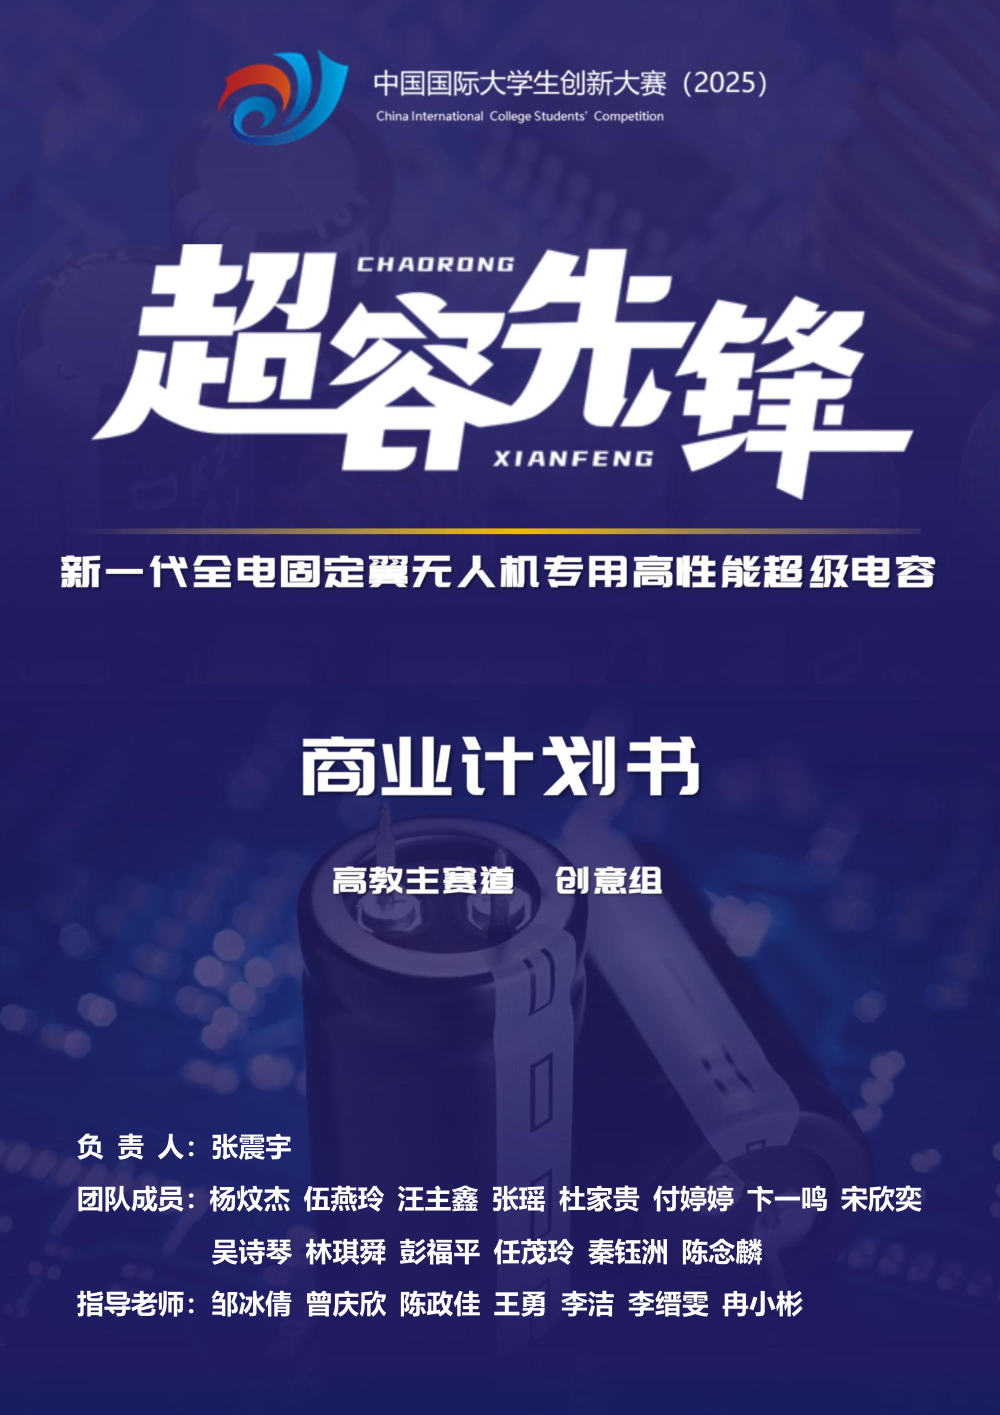 中国国际大学生创新大赛（2025）
China International College Students' Competition
超容先锋
CHAORONG
XIANFENG
新一代全电固定翼无人机专用高性能超级电容
商业计划书
高教主赛道 创意组
负 责 人：张震宇
团队成员：杨炆杰 伍燕玲 汪主鑫 张瑶 杜家贵 付婷婷 卞一鸣 宋欣奕
吴诗琴 林琪舜 彭福平 任茂玲 秦钰洲 陈念麟
指导老师：邹冰倩 曾庆欣 陈政佳 王勇 李洁 李缙雯 冉小彬